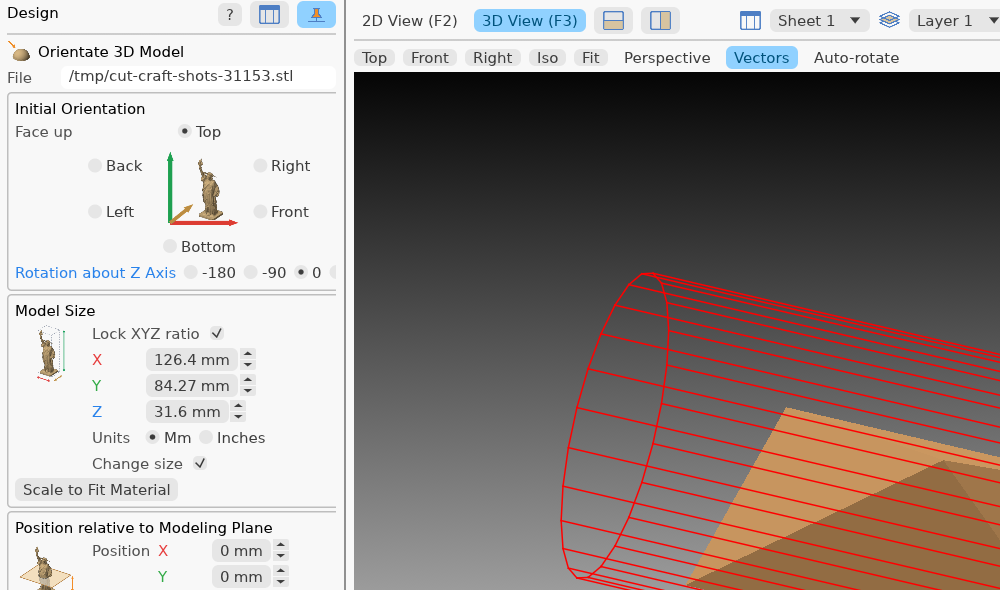 Design
?
2D View (F2)
3D View (F3)
Sheet 1
Layer 1
Orientate 3D Model
File
/tmp/cut-craft-shots-31153.stl
Top
Front
Right
Iso
Fit
Perspective
Vectors
Auto-rotate
Initial Orientation
Face up
Top
Back
Right
Left
Front
Bottom
Rotation about Z Axis
-180
-90
0
Model Size
Lock XYZ ratio
X
126.4 mm
Y
84.27 mm
Z
31.6 mm
Units
Mm
Inches
Change size
Scale to Fit Material
Position relative to Modeling Plane
Position
X
0 mm
Y
0 mm